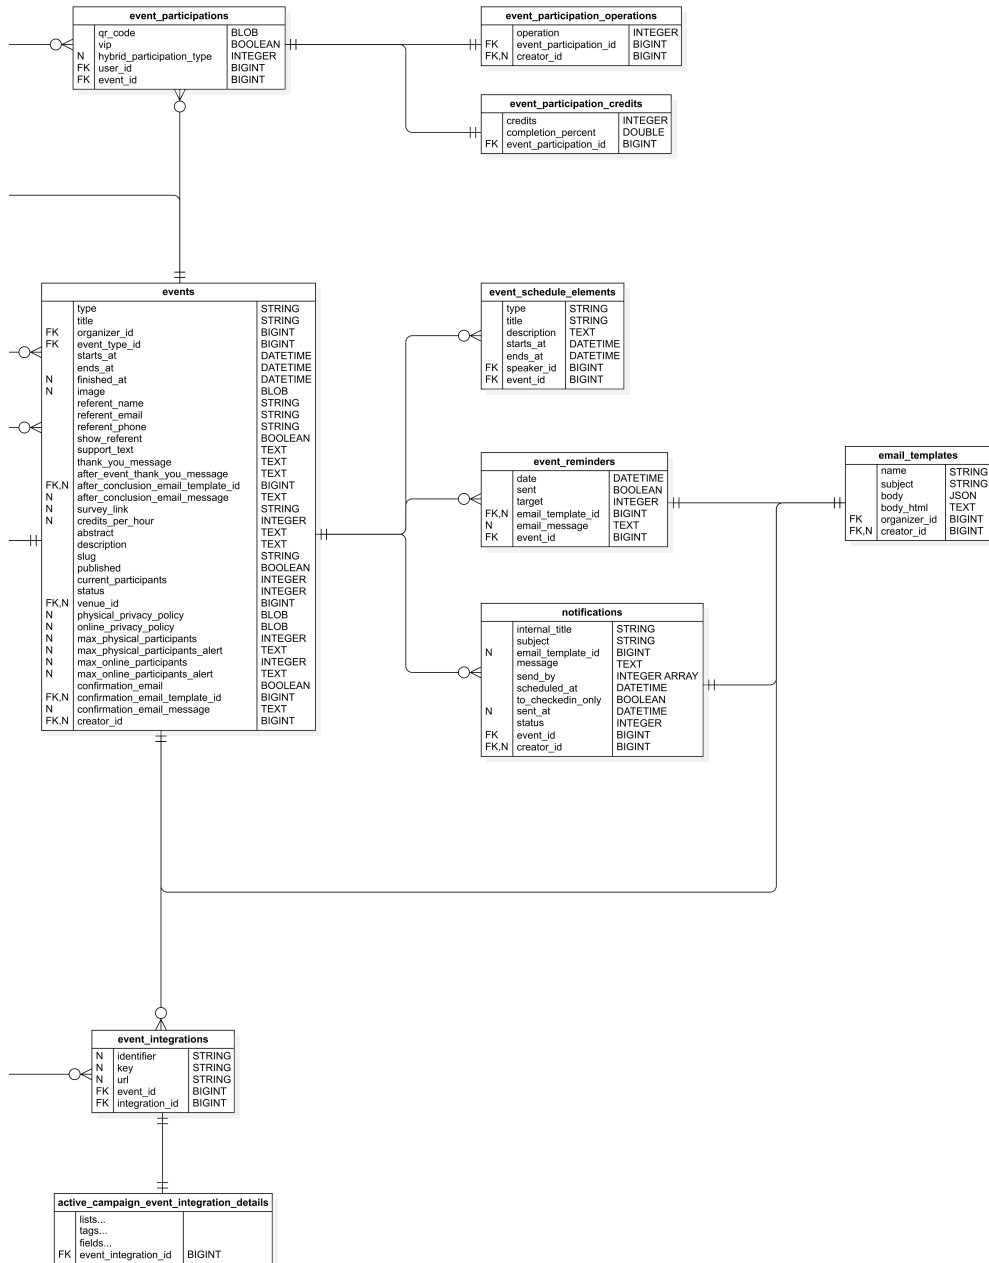 event_participations
qr_code BLOB
vip BOOLEAN
N hybrid_participation_type INTEGER
FK user_id BIGINT
FK event_id BIGINT
event_participation_operations
operation INTEGER
FK event_participation_id BIGINT
FK,N creator_id BIGINT
event_participation_credits
credits INTEGER
completion_percent DOUBLE
FK event_participation_id BIGINT
events
type STRING
title STRING
FK organizer_id BIGINT
FK event_type_id BIGINT
starts_at DATETIME
ends_at DATETIME
N finished_at DATETIME
N image BLOB
referent_name STRING
referent_email STRING
referent_phone STRING
show_referent BOOLEAN
support_text TEXT
thank_you_message TEXT
after_event_thank_you_message TEXT
FK,N after_conclusion_email_template_id BIGINT
N after_conclusion_email_message TEXT
N survey_link STRING
N credits_per_hour INTEGER
abstract TEXT
description TEXT
slug STRING
published BOOLEAN
current_participants INTEGER
status INTEGER
FK,N venue_id BIGINT
N physical_privacy_policy BLOB
N online_privacy_policy BLOB
N max_physical_participants INTEGER
N max_physical_participants_alert TEXT
N max_online_participants INTEGER
N max_online_participants_alert TEXT
confirmation_email BOOLEAN
FK,N confirmation_email_template_id BIGINT
N confirmation_email_message TEXT
FK,N creator_id BIGINT
event_schedule_elements
type STRING
title STRING
description TEXT
starts_at DATETIME
ends_at DATETIME
FK speaker_id BIGINT
FK event_id BIGINT
event_reminders
date DATETIME
sent BOOLEAN
target INTEGER
FK,N email_template_id BIGINT
N email_message TEXT
FK event_id BIGINT
email_templates
name STRING
subject STRING
body JSON
body_html TEXT
FK organizer_id BIGINT
FK,N creator_id BIGINT
notifications
internal_title STRING
subject STRING
N email_template_id BIGINT
message TEXT
send_by INTEGER ARRAY
scheduled_at DATETIME
to_checkedin_only BOOLEAN
N sent_at DATETIME
status INTEGER
FK event_id BIGINT
FK,N creator_id BIGINT
event_integrations
N identifier STRING
N key STRING
N url STRING
FK event_id BIGINT
FK integration_id BIGINT
active_campaign_event_integration_details
lists...
tags...
fields...
FK event_integration_id BIGINT